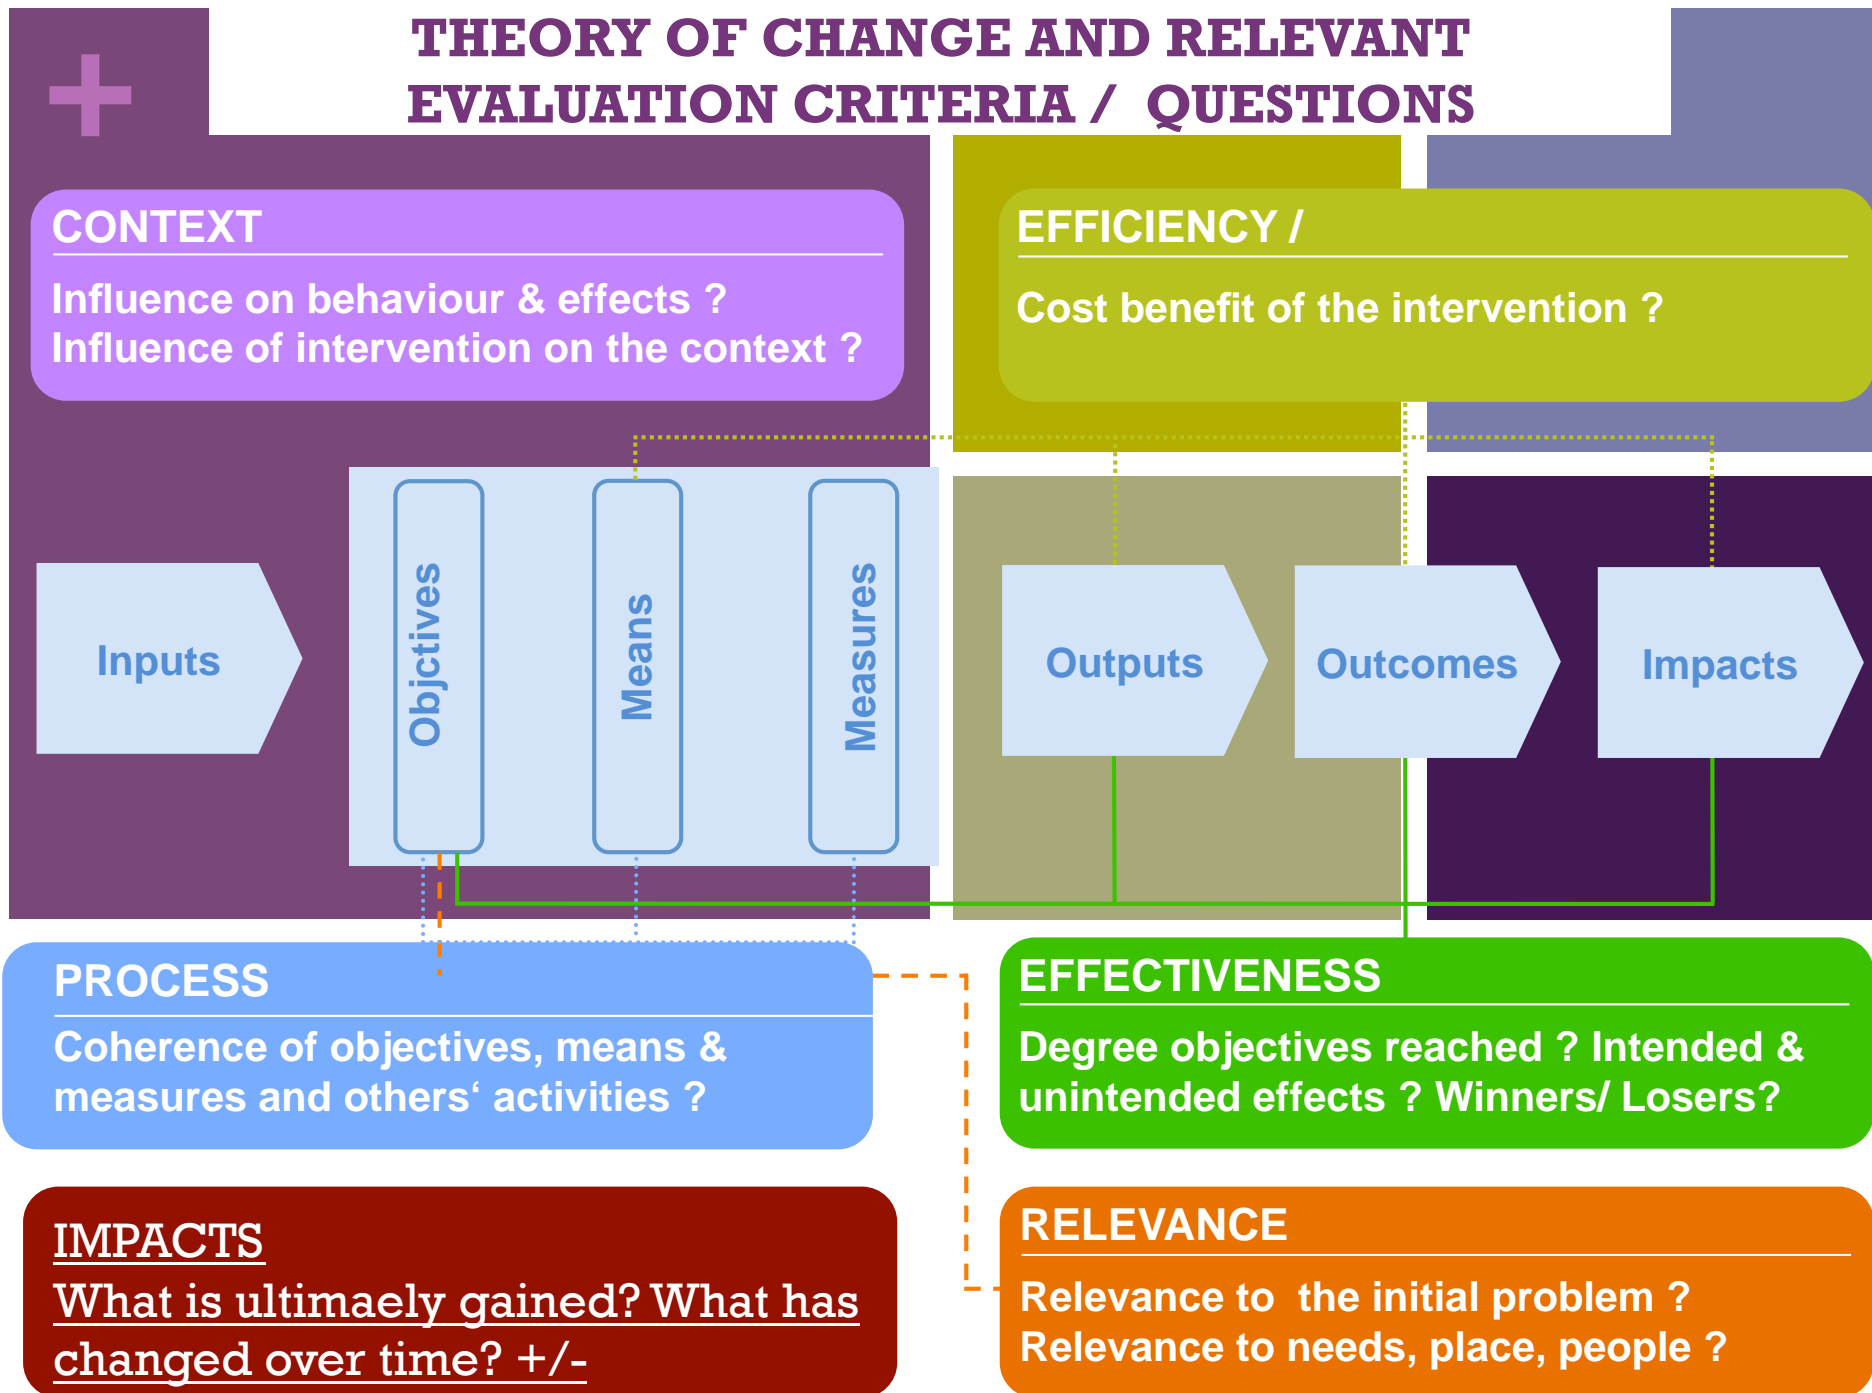 THEORY OF CHANGE AND RELEVANT
EVALUATION CRITERIA / QUESTIONS
CONTEXT
Influence on behaviour & effects ?
Influence of intervention on the context ?
EFFICIENCY /
Cost benefit of the intervention ?
Inputs
Objctives
Means
Measures
Outputs
Outcomes
Impacts
PROCESS
Coherence of objectives, means &
measures and others‘ activities ?
EFFECTIVENESS
Degree objectives reached ? Intended &
unintended effects ? Winners/ Losers?
IMPACTS
What is ultimaely gained? What has
changed over time? +/-
RELEVANCE
Relevance to the initial problem ?
Relevance to needs, place, people ?